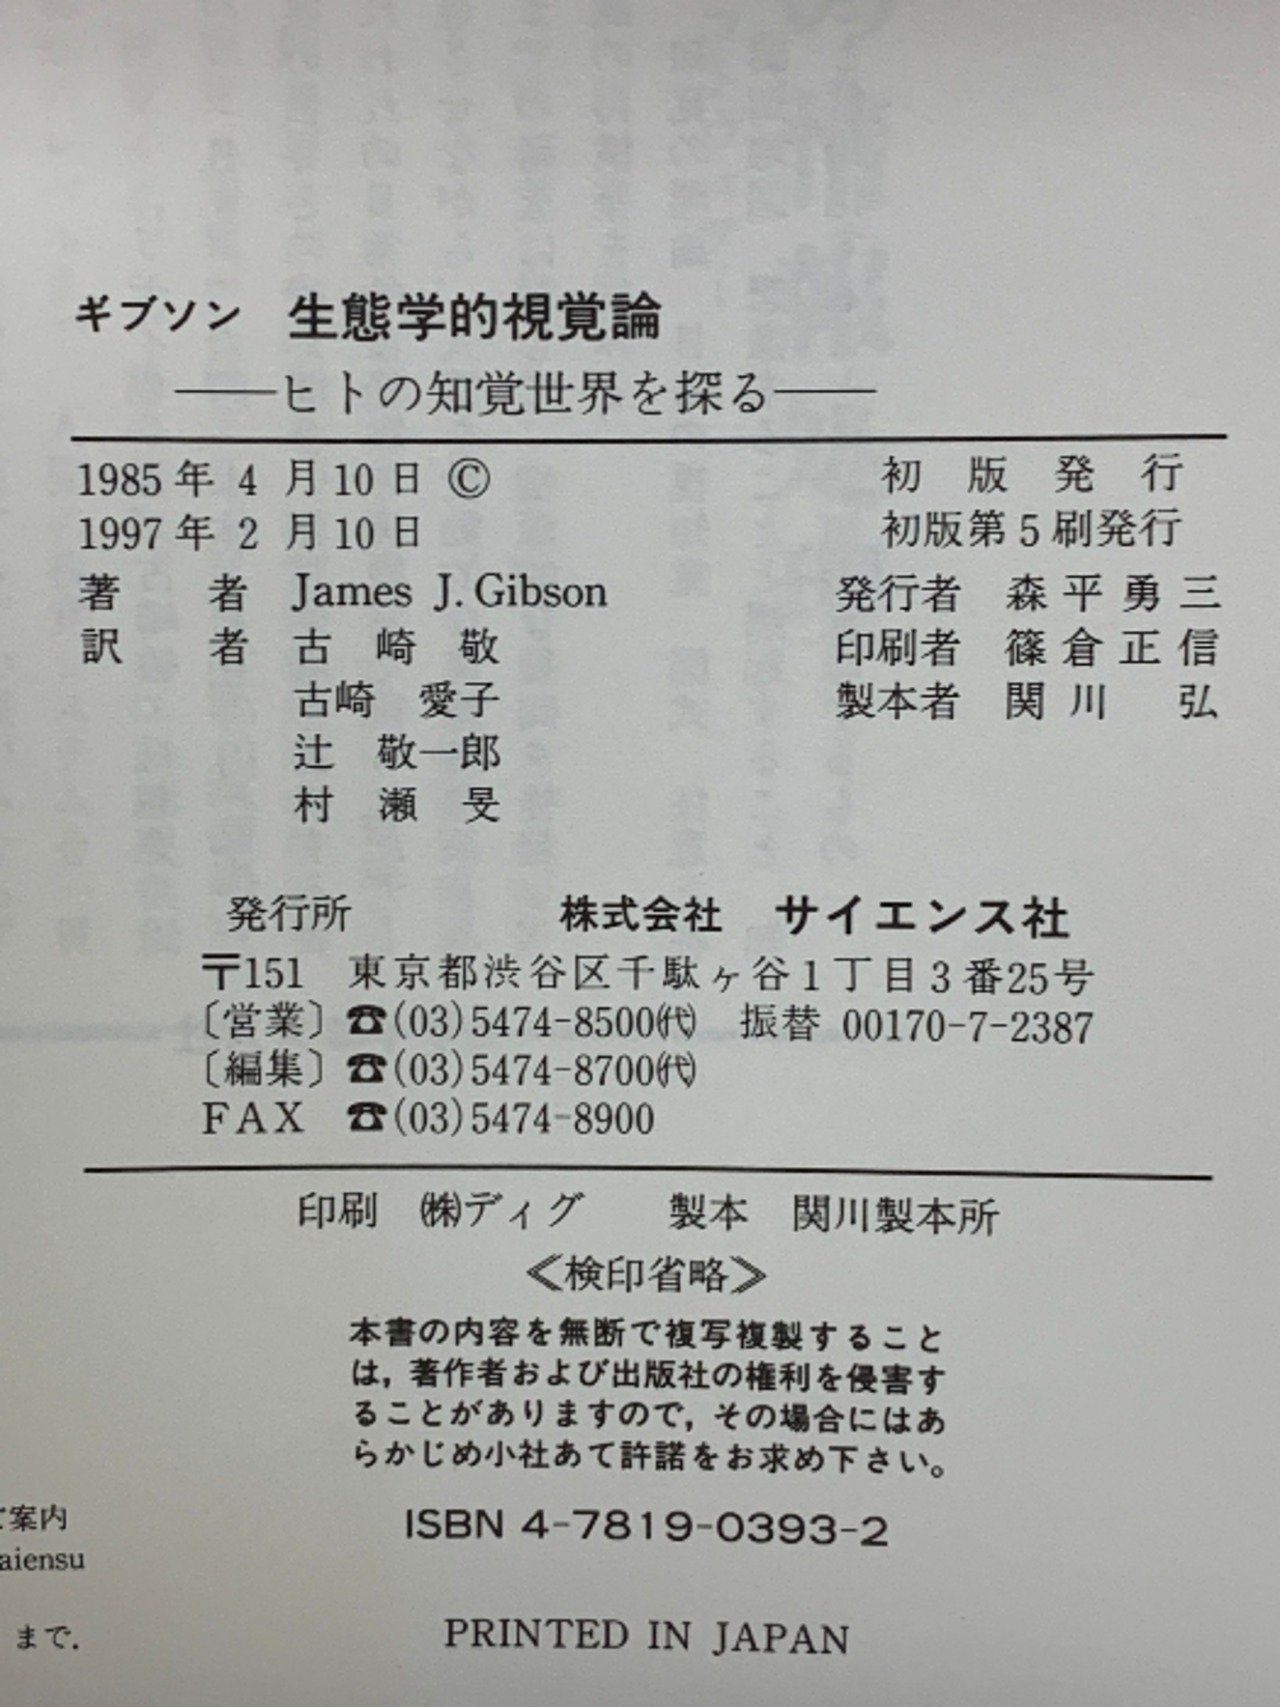 ギブソン 生態学的視覚論
——ヒトの知覚世界を探る——
1985年 4 月10日 © 初 版 発 行
1997年 2 月10日 初版第5刷発行
著 者 James J. Gibson 発行者 森平勇三
訳 者 古 崎 敬 印刷者 篠倉正信
古崎 愛子 製本者 関川 弘
辻 敬一郎
村 瀬 旻
発行所 株式会社 サイエンス社
〒151 東京都渋谷区千駄ヶ谷1丁目3番25号
〔営業〕☎(03)5474-8500㈹ 振替 00170-7-2387
〔編集〕☎(03)5474-8700㈹
FAX ☎(03)5474-8900
印刷 ㈱ディグ 製本 関川製本所
≪検印省略≫
本書の内容を無断で複写複製すること
は，著作者および出版社の権利を侵害す
ることがありますので，その場合にはあ
らかじめ小社あて許諾をお求め下さい。
ISBN 4-7819-0393-2
案内
aiensu
まで．
PRINTED IN JAPAN